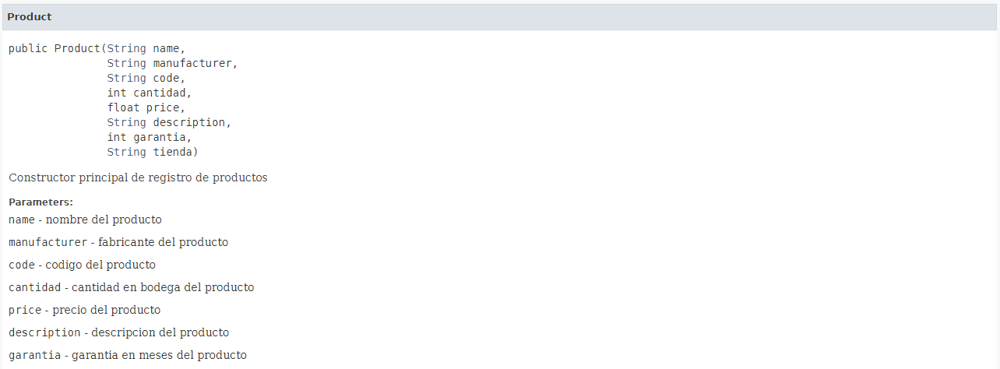 Product
public Product(String name,
String manufacturer,
String code,
int cantidad,
float price,
String description,
int garantia,
String tienda)
Constructor principal de registro de productos
Parameters:
name - nombre del producto
manufacturer - fabricante del producto
code - codigo del producto
cantidad - cantidad en bodega del producto
price - precio del producto
description - descripcion del producto
garantia - garantia en meses del producto